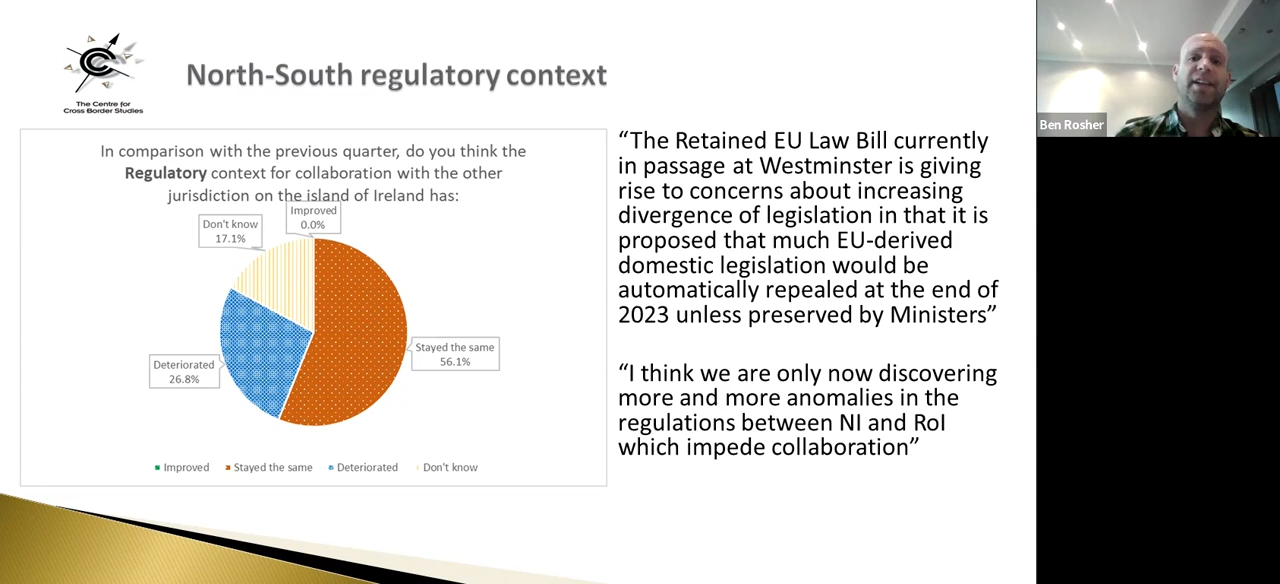 The Centre for
Cross Border Studies
North-South regulatory context
In comparison with the previous quarter, do you think the
Regulatory context for collaboration with the other
jurisdiction on the island of Ireland has:
Improved
0.0%
Don't know
17.1%
Stayed the same
56.1%
Deteriorated
26.8%
Improved
Stayed the same
Deteriorated
Don't know
“The Retained EU Law Bill currently
in passage at Westminster is giving
rise to concerns about increasing
divergence of legislation in that it is
proposed that much EU-derived
domestic legislation would be
automatically repealed at the end of
2023 unless preserved by Ministers”
“I think we are only now discovering
more and more anomalies in the
regulations between NI and RoI
which impede collaboration”
Ben Rosher